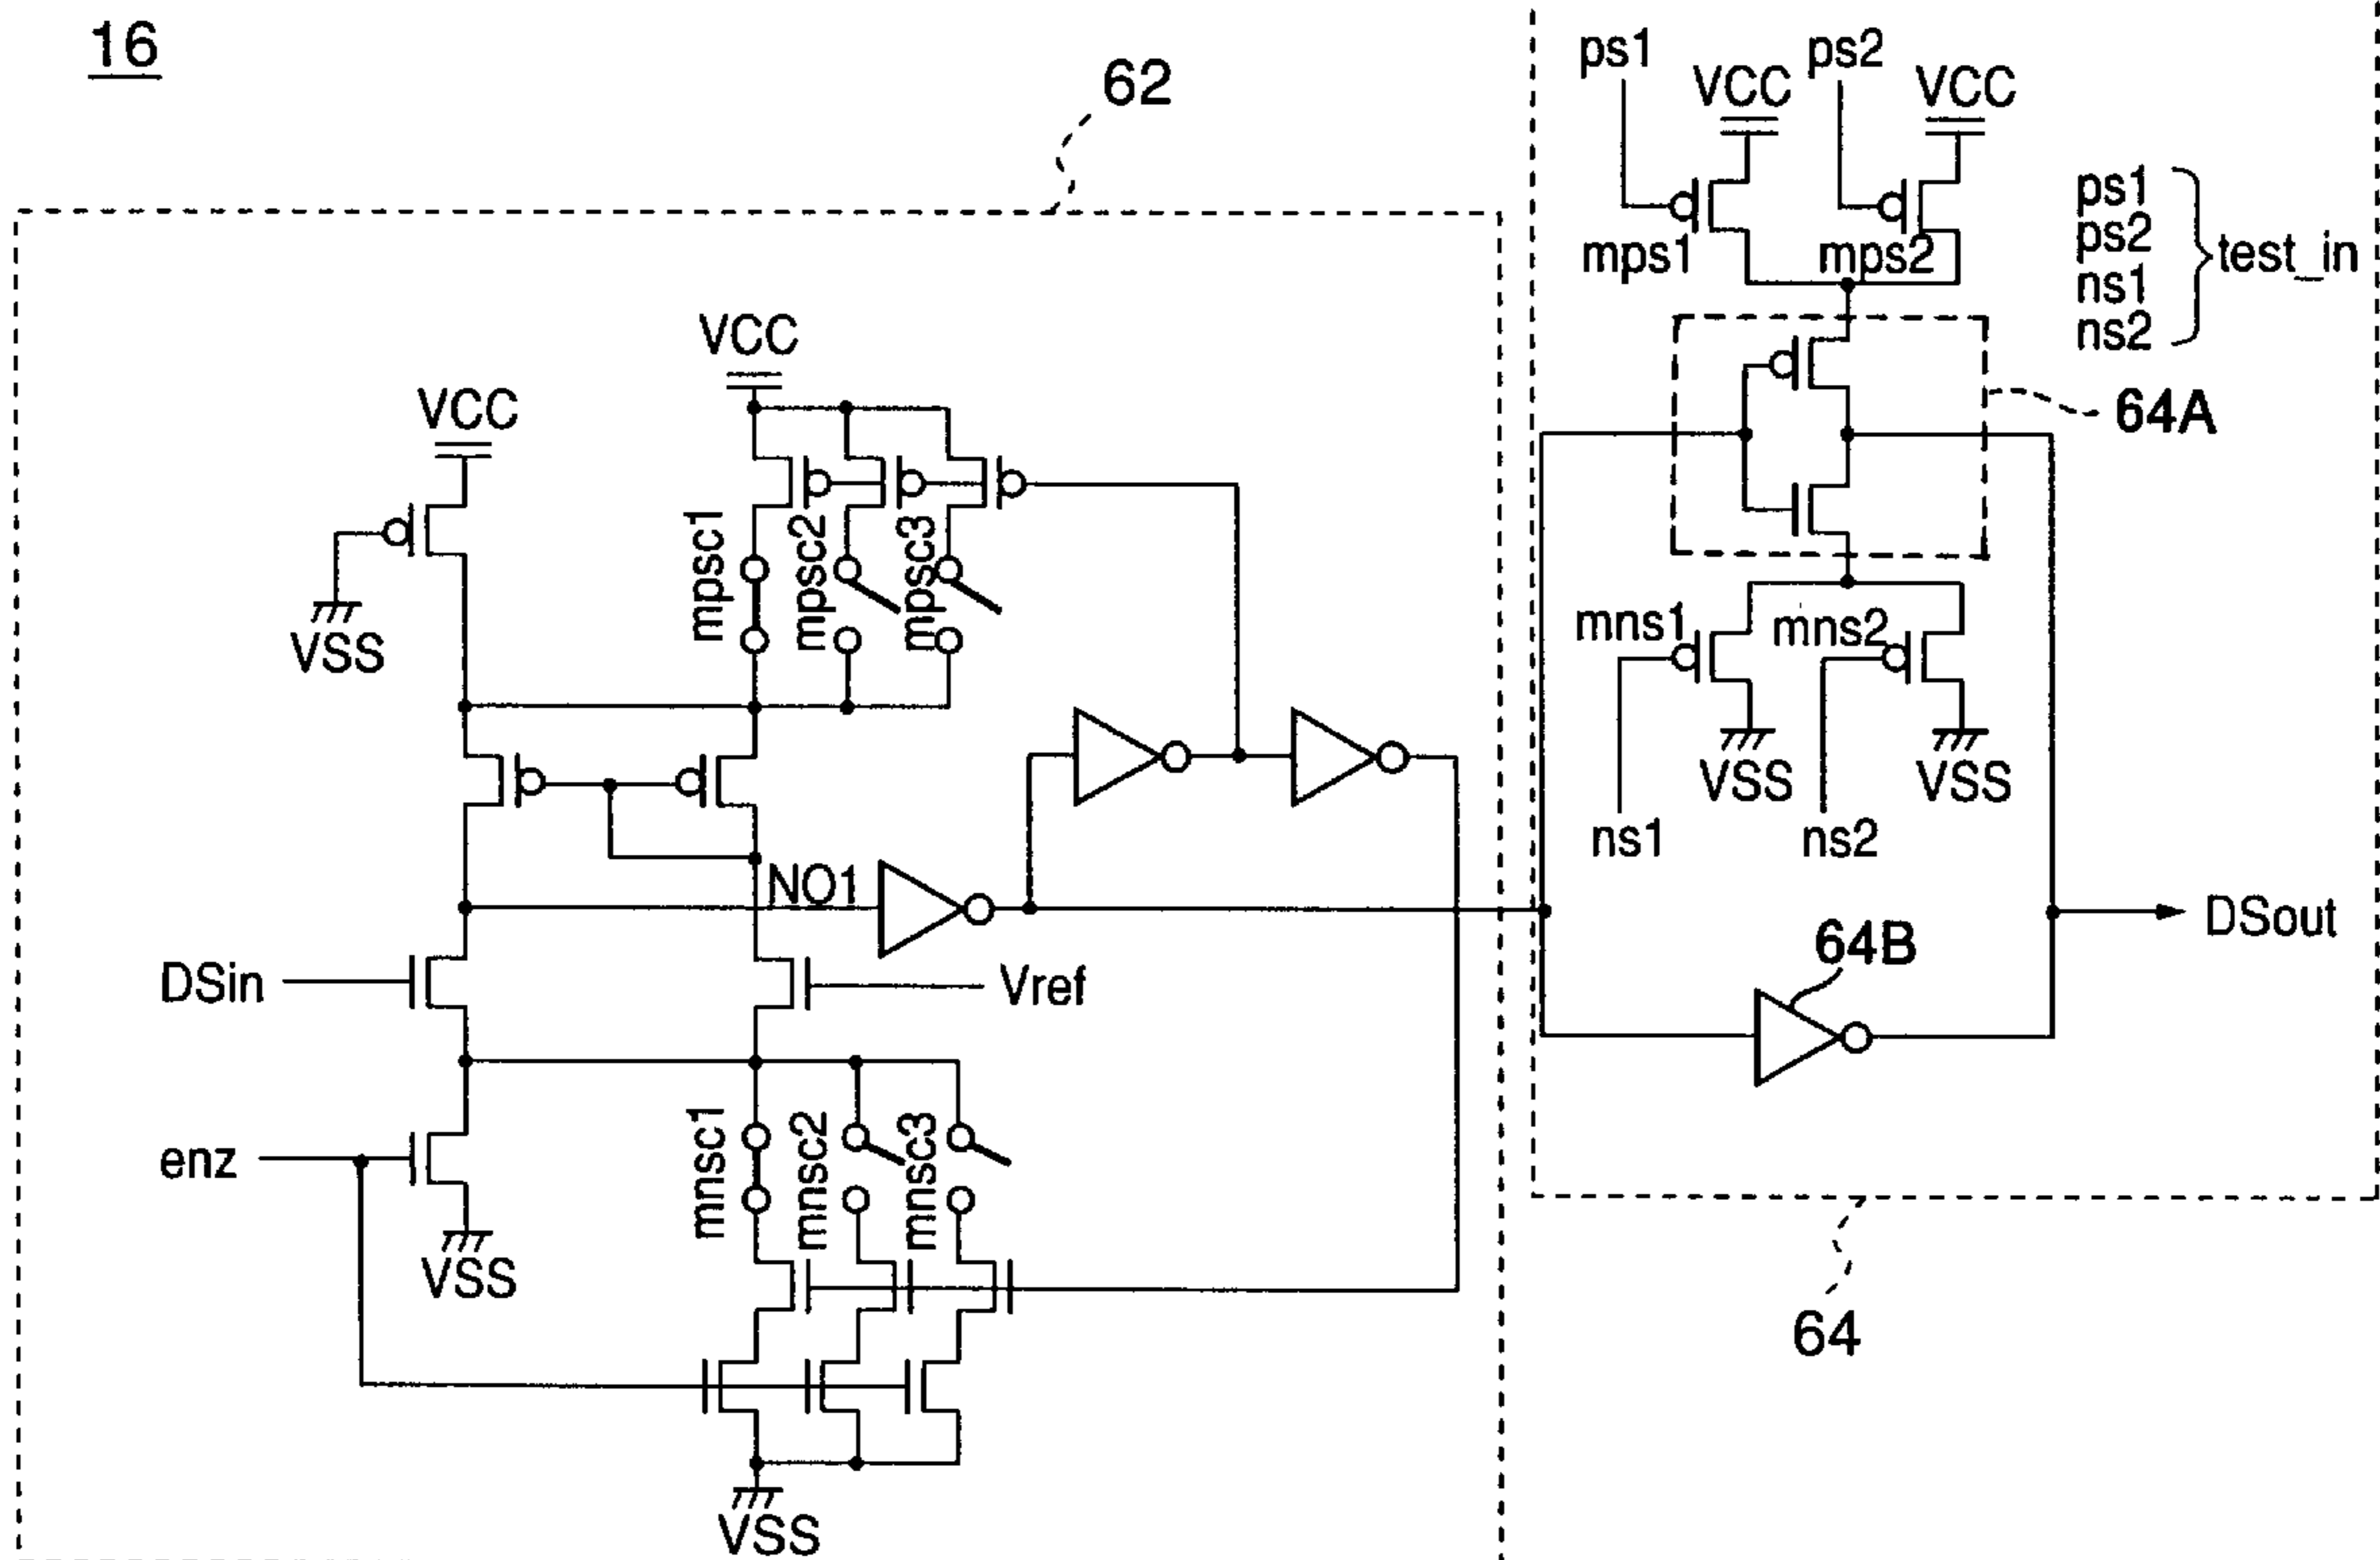 16
62
ps1
ps2
VCC
VCC
mps1
mps2
ps1
ps2
ns1
ns2
test_in
64A
VCC
VCC
VSS
mpsc1
mpsc2
mpsc3
mns1
mns2
VSS
VSS
ns1
ns2
NO1
DSin
Vref
64B
DSout
enz
mnsc1
mnsc2
mnsc3
VSS
VSS
64